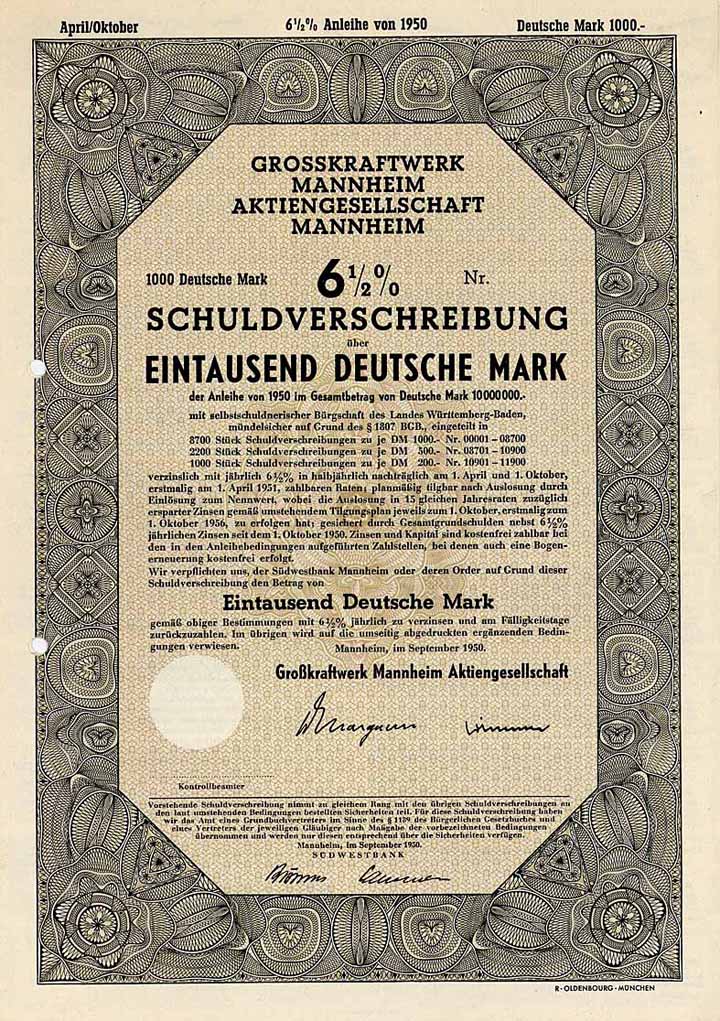 April/Oktober 6½% Anleihe von 1950 Deutsche Mark 1000.-
GROSSKRAFTWERK
MANNHEIM
AKTIENGESELLSCHAFT
MANNHEIM
1000 Deutsche Mark 6½% Nr.
SCHULDVERSCHREIBUNG
über
EINTAUSEND DEUTSCHE MARK
der Anleihe von 1950 im Gesamtbetrag von Deutsche Mark 10000000.-
mit selbstschuldnerischer Bürgschaft des Landes Württemberg-Baden,
mündelsicher auf Grund des § 1807 BGB., eingeteilt in
8700 Stück Schuldverschreibungen zu je DM 1000.- Nr. 00001-08700
2200 Stück Schuldverschreibungen zu je DM 500.- Nr. 08701-10900
1000 Stück Schuldverschreibungen zu je DM 200.- Nr. 10901-11900
verzinslich mit jährlich 6½% in halbjährlich nachträglich am 1. April und 1. Oktober,
erstmalig am 1. April 1951, zahlbaren Raten; planmäßig tilgbar nach Auslosung durch
Einlösung zum Nennwert, wobei die Auslosung in 15 gleichen Jahresraten zuzüglich
ersparter Zinsen gemäß umstehendem Tilgungsplan jeweils zum 1. Oktober, erstmalig zum
1. Oktober 1956, zu erfolgen hat; gesichert durch Gesamtgrundschulden nebst 6½%
jährlichen Zinsen seit dem 1. Oktober 1950. Zinsen und Kapital sind kostenfrei zahlbar bei
den in den Anleihebedingungen aufgeführten Zahlstellen, bei denen auch eine Bogen-
erneuerung kostenfrei erfolgt.
Wir verpflichten uns, der Südwestbank Mannheim oder deren Order auf Grund dieser
Schuldverschreibung den Betrag von
Eintausend Deutsche Mark
gemäß obiger Bestimmungen mit 6½% jährlich zu verzinsen und am Fälligkeitstage
zurückzuzahlen. Im übrigen wird auf die umseitig abgedruckten ergänzenden Bedin-
gungen verwiesen. Mannheim, im September 1950.
Großkraftwerk Mannheim Aktiengesellschaft
Kontrollbeamter
Vorstehende Schuldverschreibung nimmt zu gleichem Rang mit den übrigen Schuldverschreibungen an
den laut umstehenden Bedingungen bestellten Sicherheiten teil. Für diese Schuldverschreibung haben
wir das Amt eines Grundbuchvertreters im Sinne des § 1189 des Bürgerlichen Gesetzbuches und
eines Vertreters der jeweiligen Gläubiger nach Maßgabe der vorbezeichneten Bedingungen
übernommen und werden nur diesen entsprechend über die Sicherheiten verfügen.
Mannheim, im September 1950.
SÜDWESTBANK
R·OLDENBOURG·MÜNCHEN